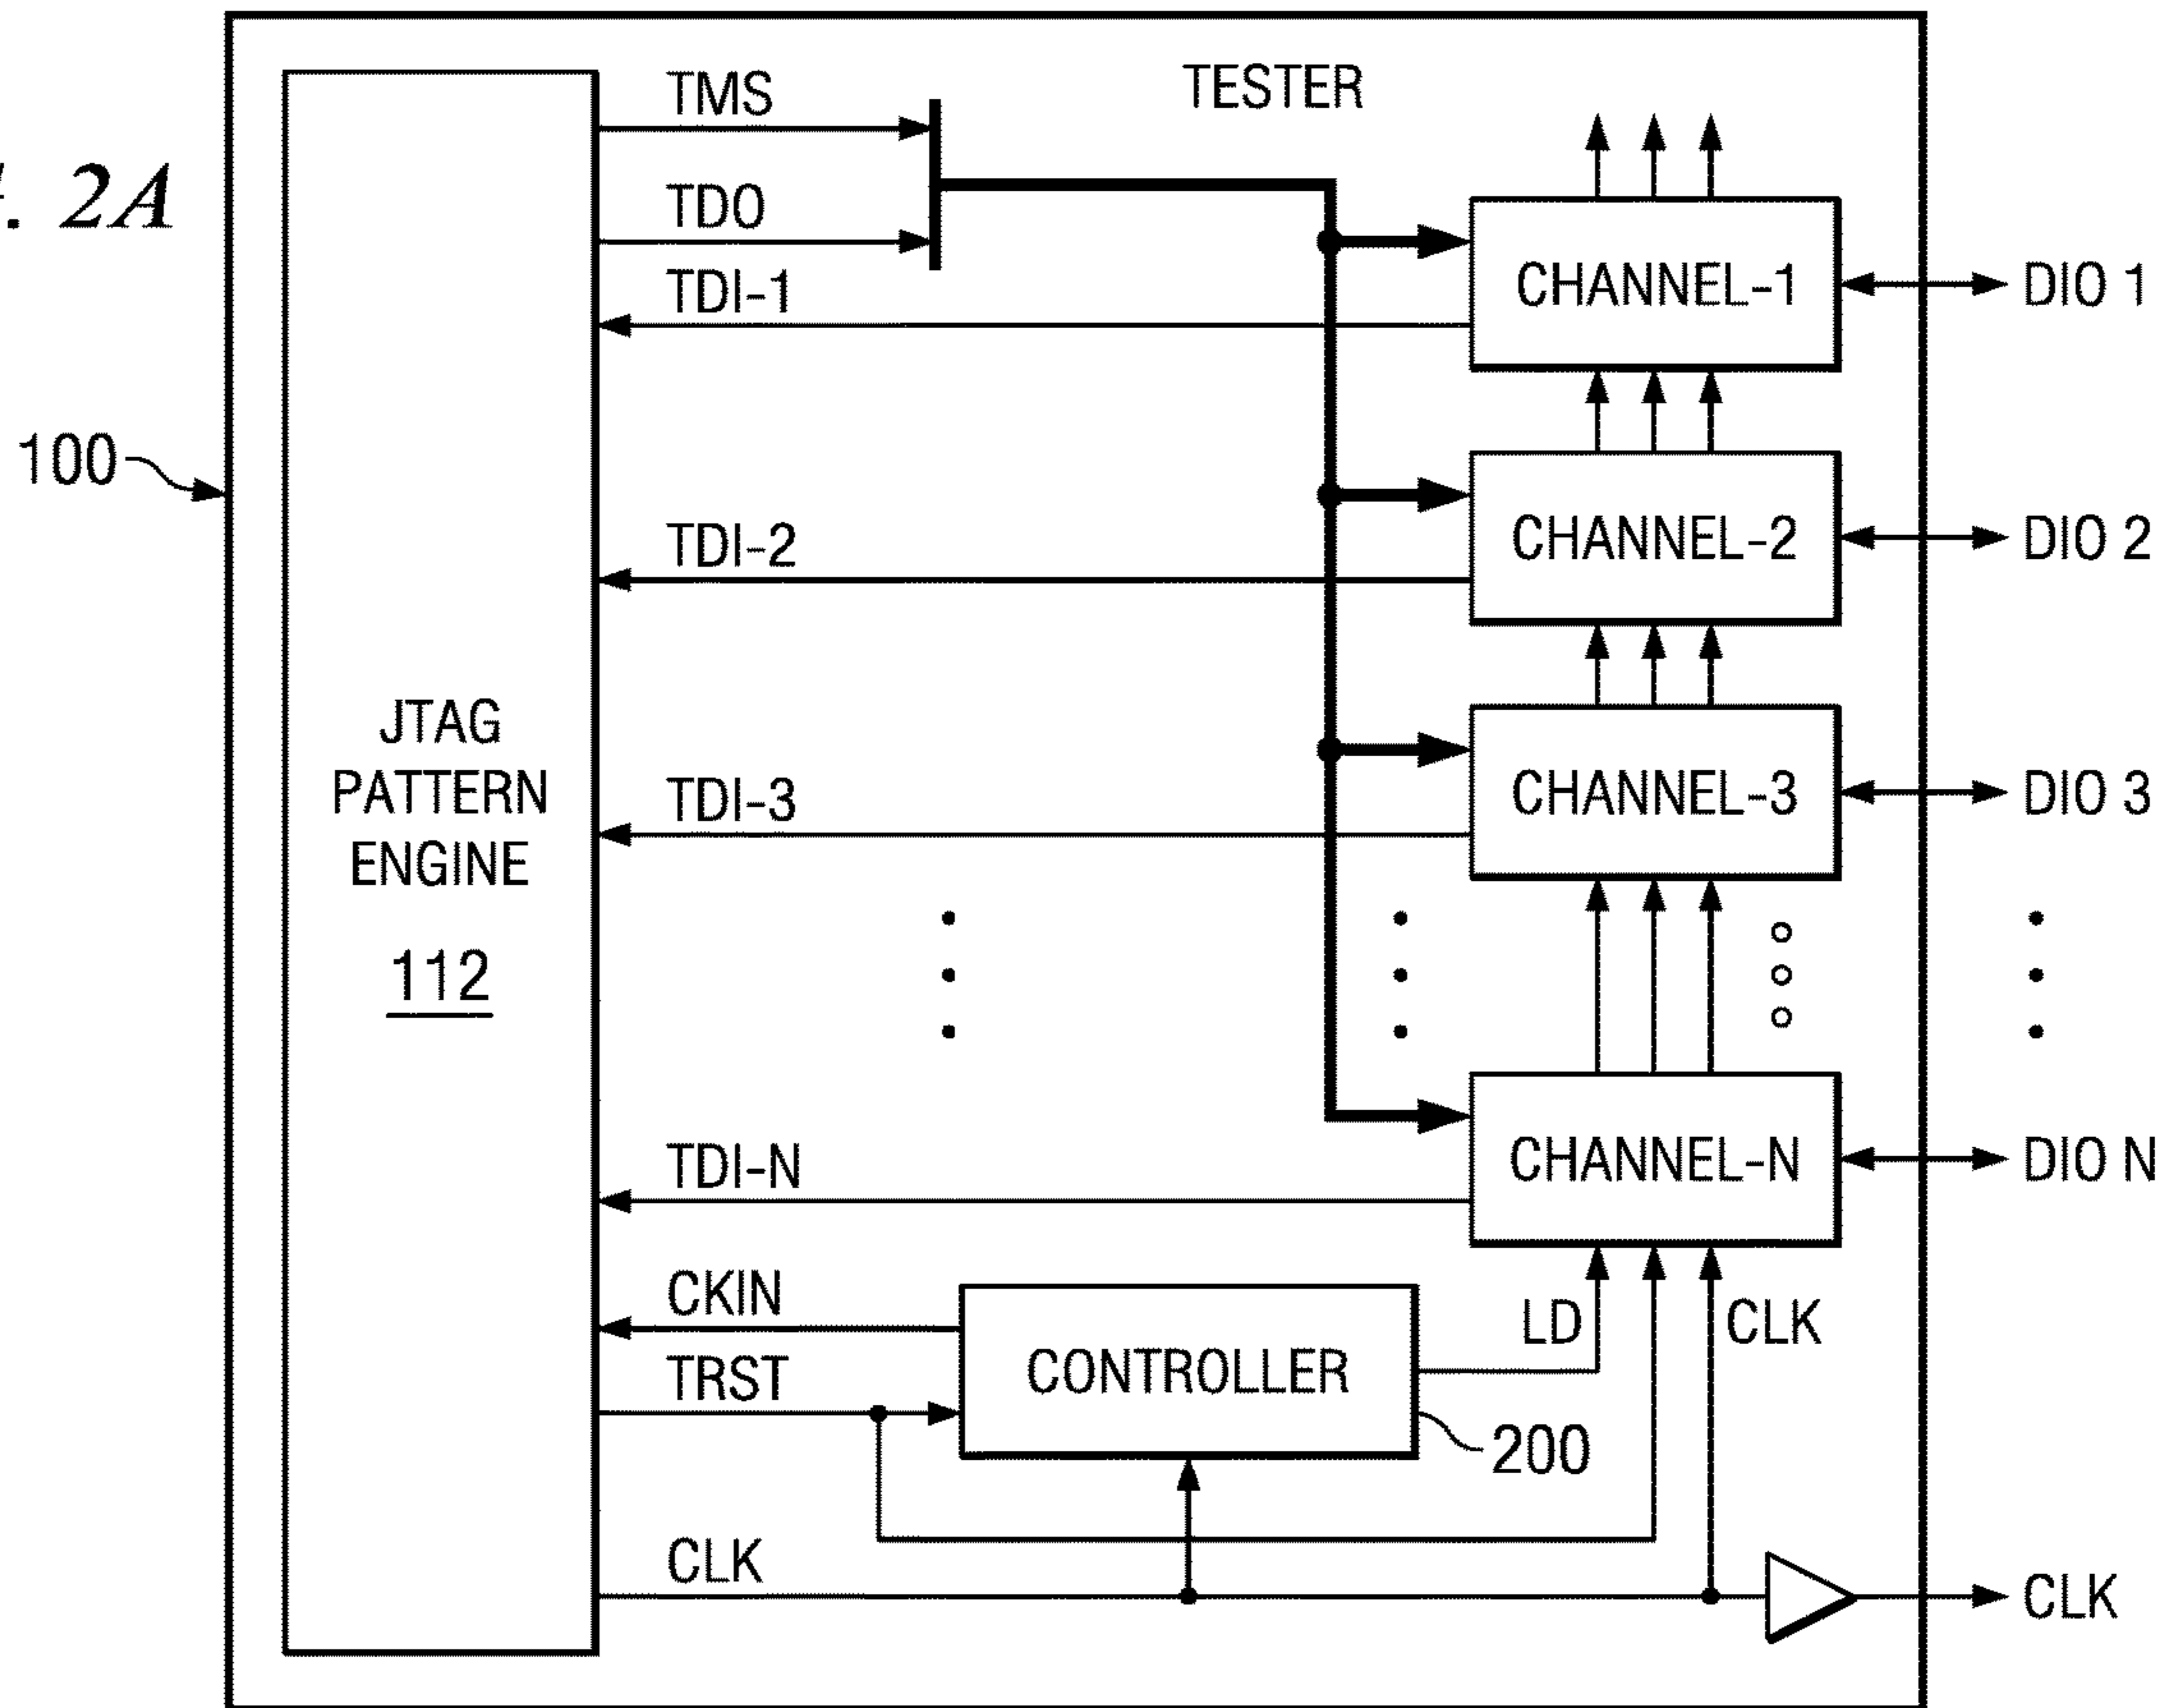 2A
TESTER
100
TMS
TDO
TDI-1
CHANNEL-1
DIO 1
TDI-2
CHANNEL-2
DIO 2
TDI-3
CHANNEL-3
DIO 3
JTAG
PATTERN
ENGINE
112
TDI-N
CHANNEL-N
DIO N
CKIN
TRST
CONTROLLER
LD
CLK
200
CLK
CLK